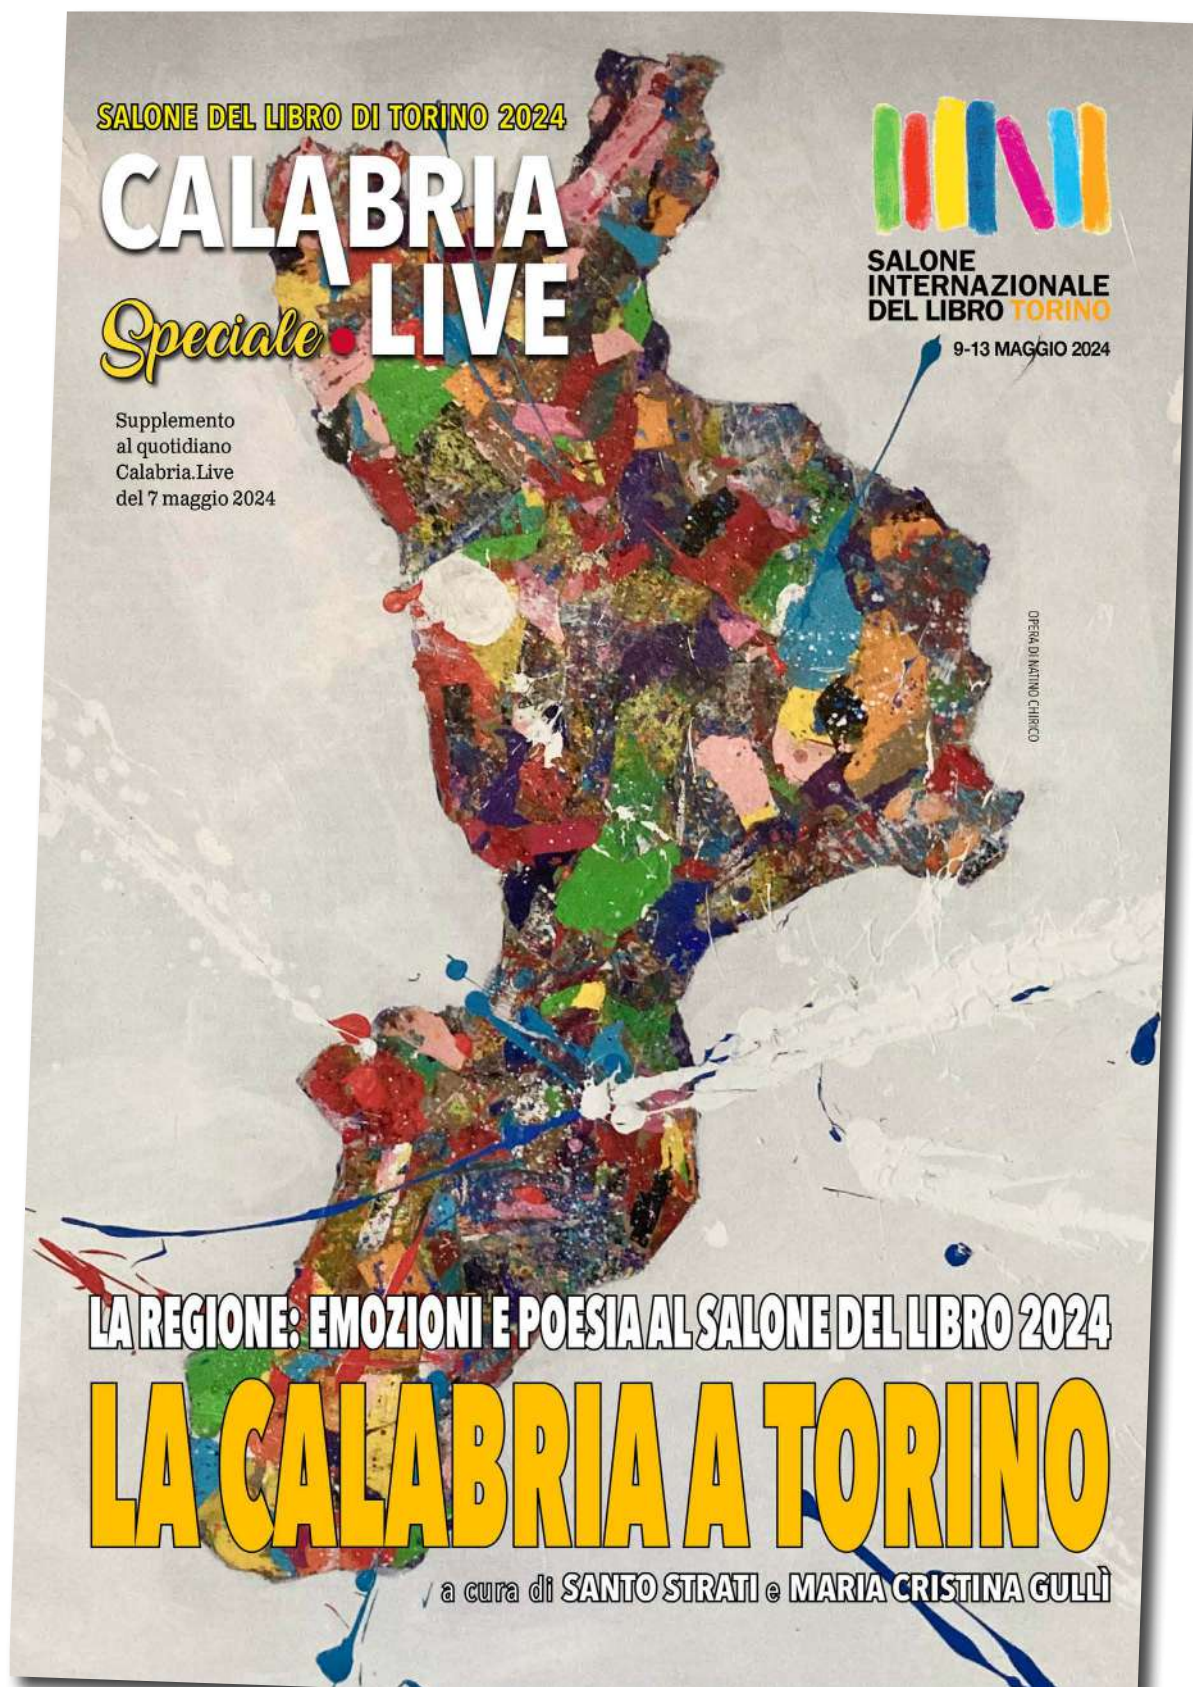 SALONE DEL LIBRO DI TORINO 2024
CALABRIA
Speciale .LIVE
Supplemento
al quotidiano
Calabria.Live
del 7 maggio 2024
SALONE
INTERNAZIONALE
DEL LIBRO TORINO
9-13 MAGGIO 2024
OPERA DI NATINO CHIRICO
LA REGIONE: EMOZIONI E POESIA AL SALONE DEL LIBRO 2024
LA CALABRIA A TORINO
a cura di SANTO STRATI e MARIA CRISTINA GULLÌ